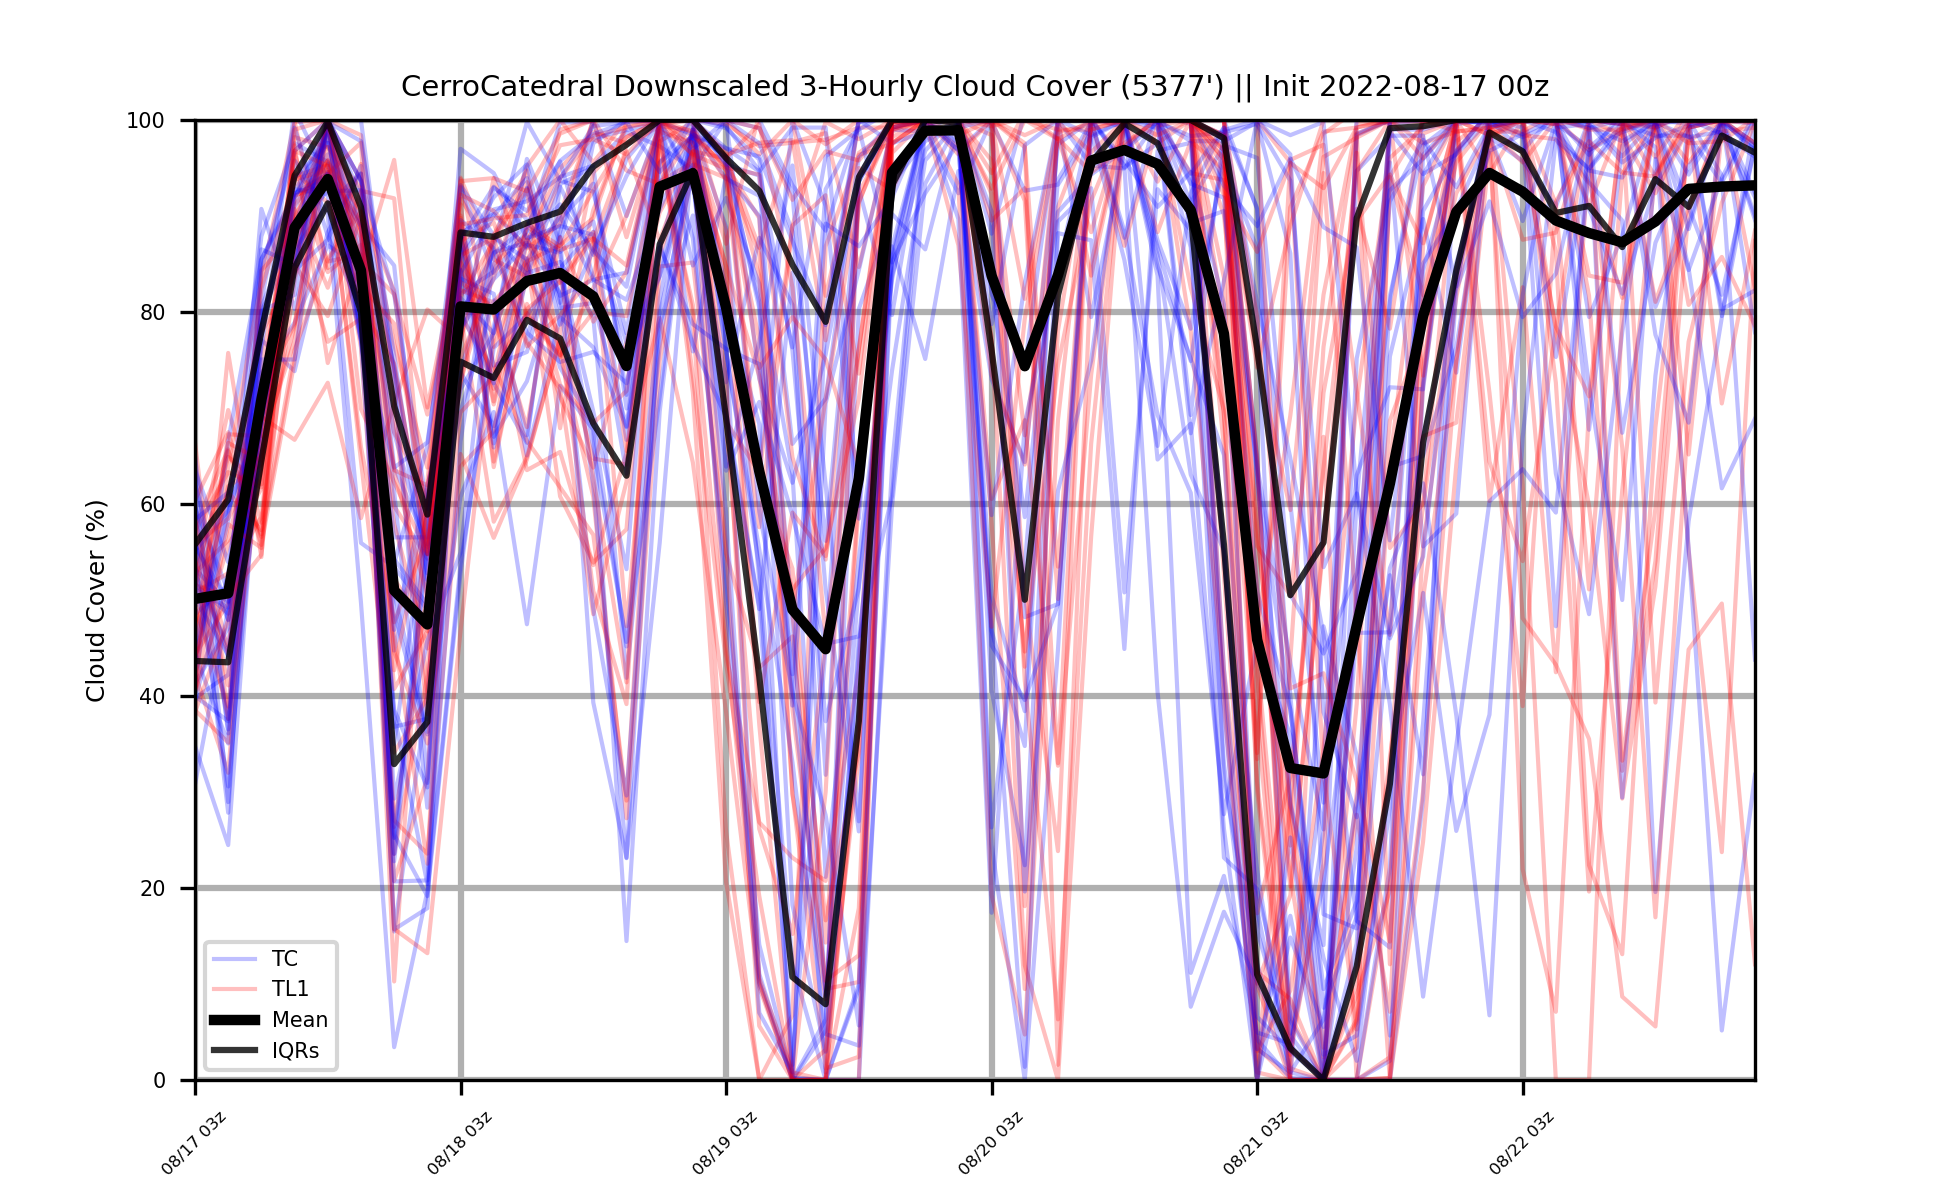 CerroCatedral Downscaled 3-Hourly Cloud Cover (5377') || Init 2022-08-17 00z
Cloud Cover (%)
100
80
60
40
20
0
TC
TL1
Mean
IQRs
08/17 03z
08/18 03z
08/19 03z
08/20 03z
08/21 03z
08/22 03z